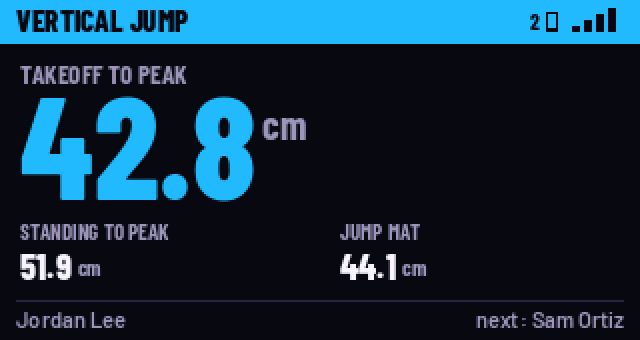 VERTICAL JUMP 2
TAKEOFF TO PEAK
42.8 cm
STANDING TO PEAK JUMP MAT
51.9 cm 44.1 cm
Jordan Lee next: Sam Ortiz